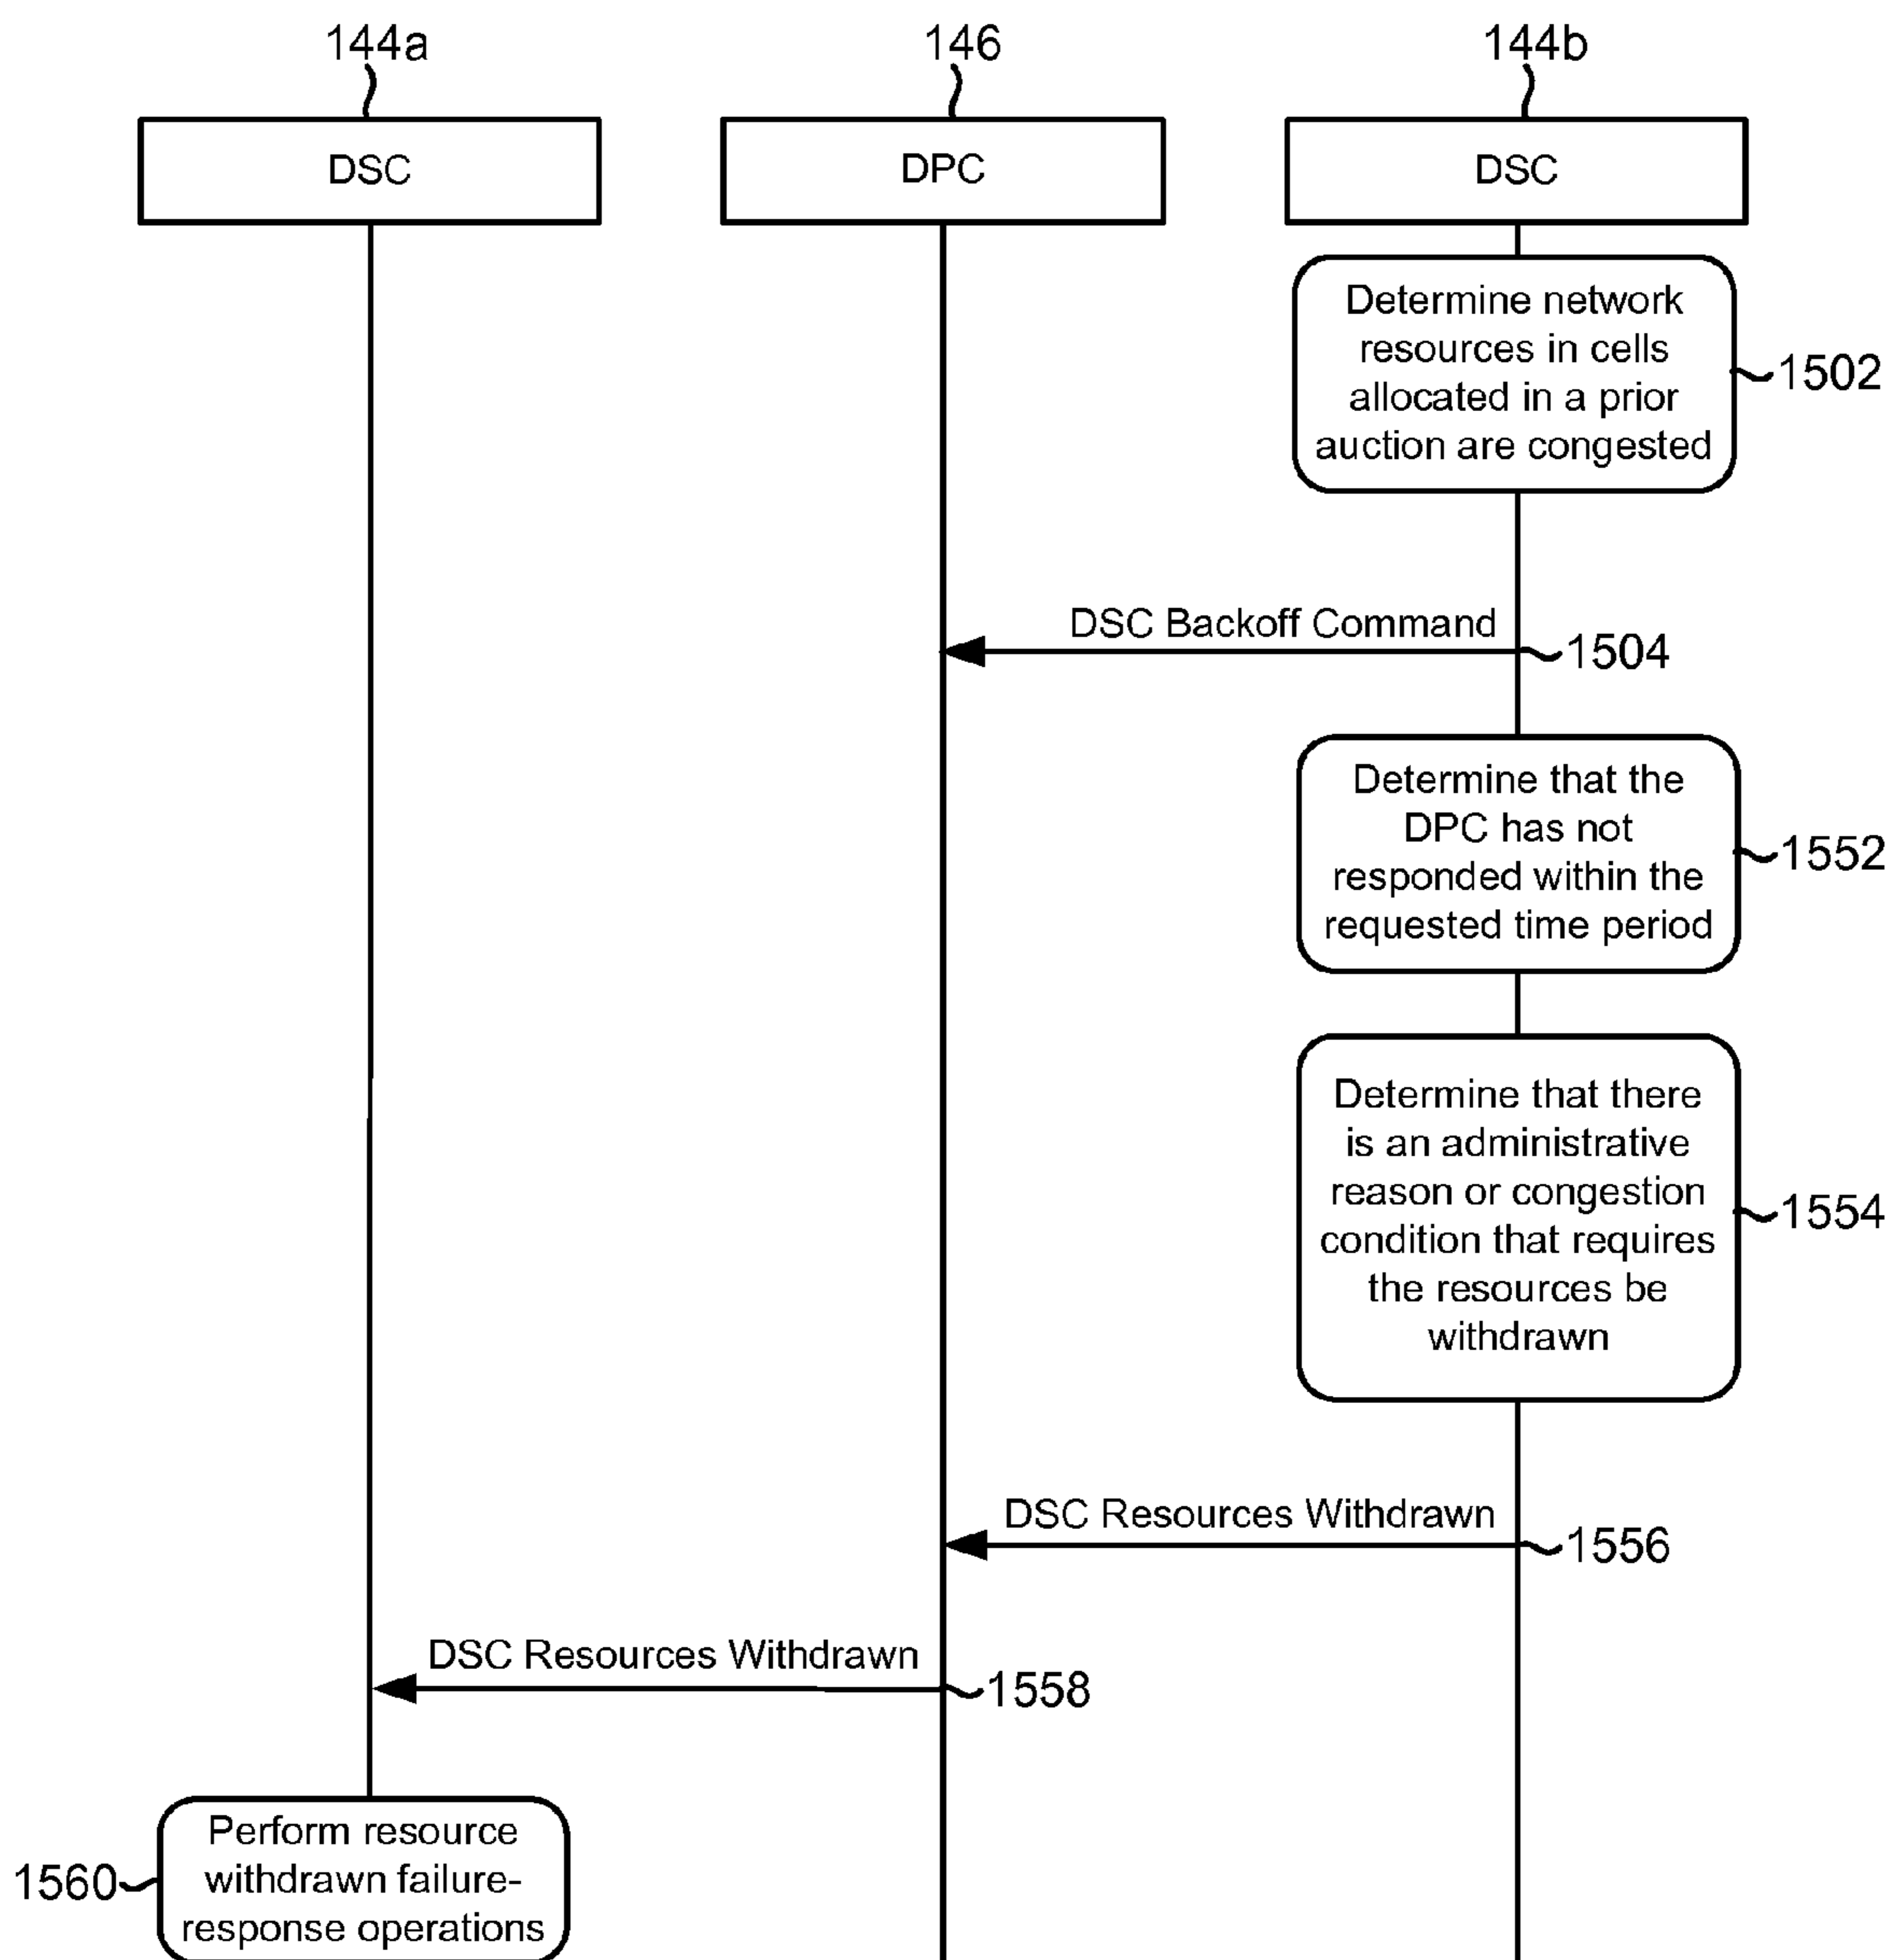 144a
146
144b
DSC
DPC
DSC
Determine network
resources in cells
allocated in a prior
auction are congested
1502
DSC Backoff Command
1504
Determine that the
DPC has not
responded within the
requested time period
1552
Determine that there
is an administrative
reason or congestion
condition that requires
the resources be
withdrawn
1554
DSC Resources Withdrawn
1556
DSC Resources Withdrawn
1558
Perform resource
withdrawn failure-
response operations
1560